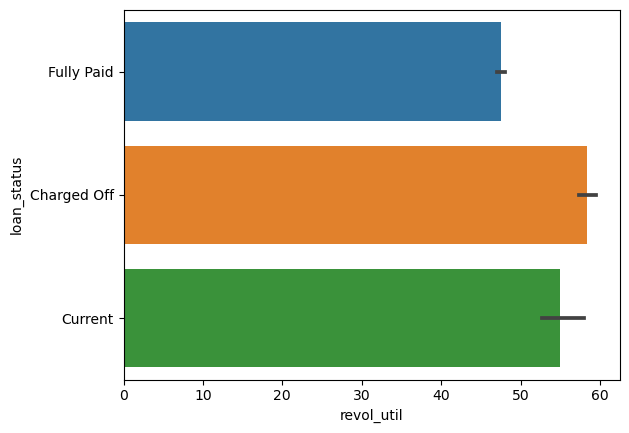 Fully Paid
Charged Off
Current
loan_status
0 10 20 30 40 50 60
revol_util